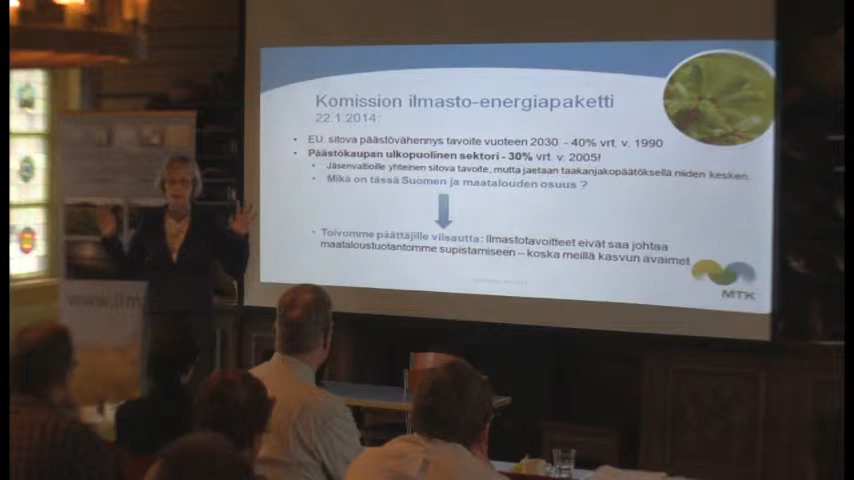 Komission ilmasto-energiapaketti
22.1.2014:
• EU: sitova päästövähennys tavoite vuoteen 2030 - 40% vrt. v. 1990
• Päästökaupan ulkopuolinen sektori - 30% vrt. v. 2005!
• Jäsenvaltioille yhteinen sitova tavoite, mutta jaetaan taakanjakopäätöksellä niiden kesken.
• Mikä on tässä Suomen ja maatalouden osuus ?
• Toivomme päättäjille viisautta: Ilmastotavoitteet eivät saa johtaa
maataloustuotantomme supistamiseen – koska meillä kasvun avaimet
MTK
www.ilm